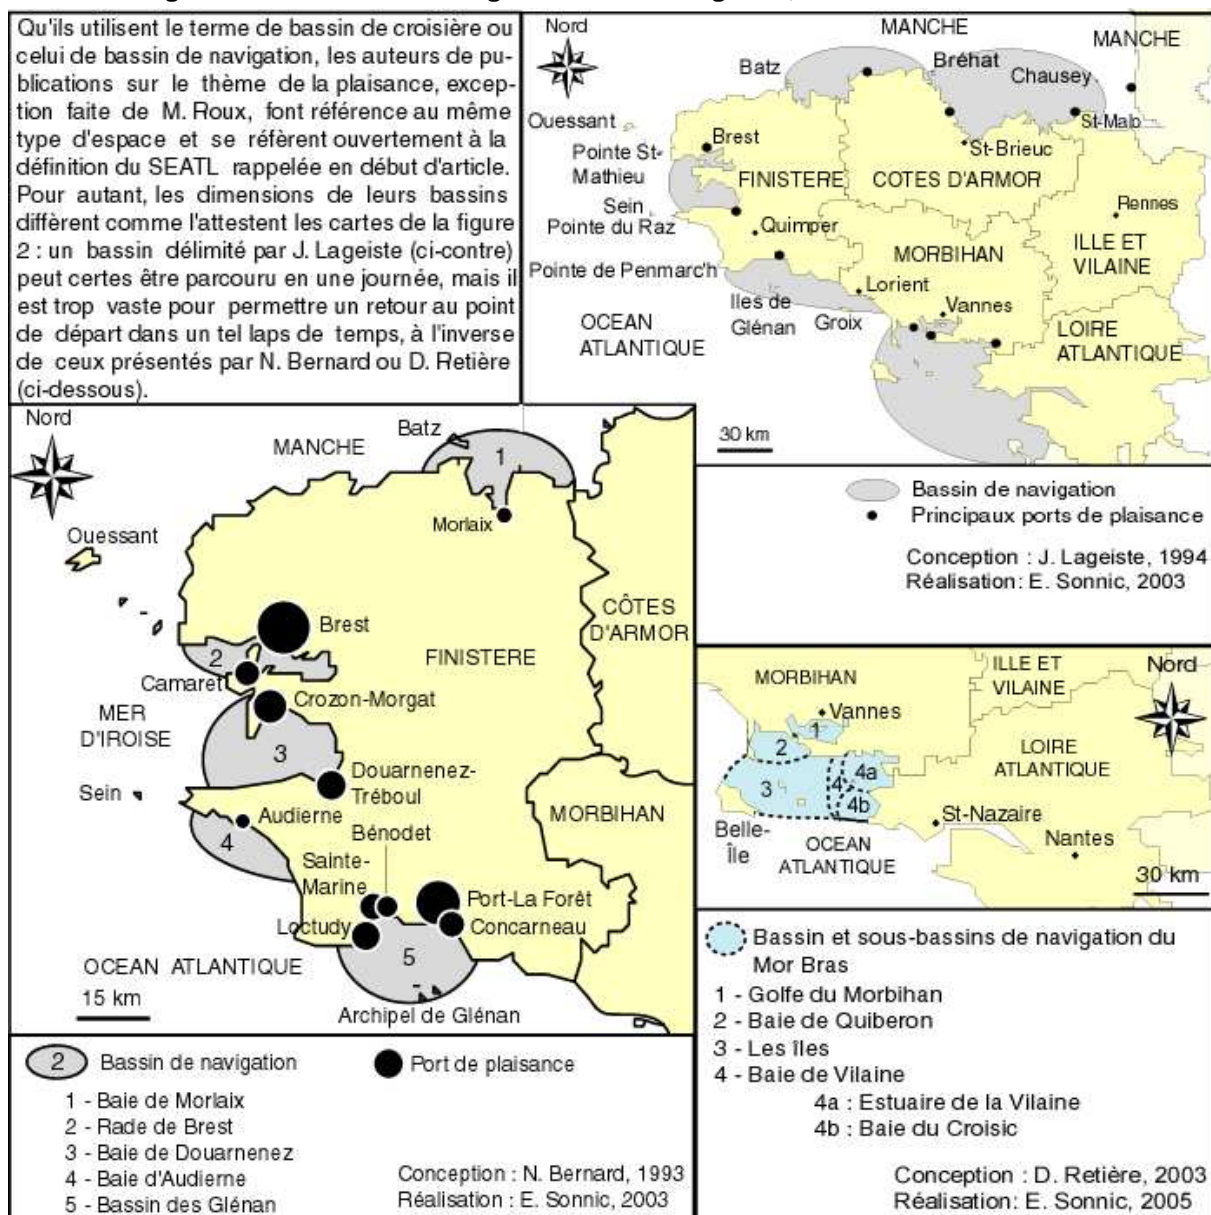 Qu'ils utilisent le terme de bassin de croisière ou
celui de bassin de navigation, les auteurs de pu-
blications sur le thème de la plaisance, excep-
tion faite de M. Roux, font référence au même
type d'espace et se réfèrent ouvertement à la
définition du SEATL rappelée en début d'article.
Pour autant, les dimensions de leurs bassins
diffèrent comme l'attestent les cartes de la figure
2 : un bassin délimité par J. Lageiste (ci-contre)
peut certes être parcouru en une journée, mais il
est trop vaste pour permettre un retour au point
de départ dans un tel laps de temps, à l'inverse
de ceux présentés par N. Bernard ou D. Retière
(ci-dessous).
Nord
MANCHE
MANCHE
Batz
Bréhat
Chausey
Ouessant
Brest
St-Malo
St-Brieuc
Pointe St-
Mathieu
FINISTERE
COTES D'ARMOR
Sein
Rennes
Pointe du Raz
Quimper
MORBIHAN
ILLE ET
VILAINE
Pointe de Penmarc'h
Lorient
Vannes
Iles de
Glénan
Groix
OCEAN
ATLANTIQUE
LOIRE
ATLANTIQUE
30 km
Bassin de navigation
Principaux ports de plaisance
Conception : J. Lageiste, 1994
Réalisation: E. Sonnic, 2003
Nord
Batz
MANCHE
1
Morlaix
Ouessant
CÔTES
D'ARMOR
Brest
FINISTERE
2
Camaret
Crozon-Morgat
MER
D'IROISE
3
Douarnenez-
Tréboul
Sein
Audierne
MORBIHAN
Bénodet
4
Sainte-
Marine
Port-La Forêt
Loctudy
Concarneau
5
OCEAN ATLANTIQUE
15 km
Archipel de Glénan
2
Bassin de navigation
Port de plaisance
1 - Baie de Morlaix
2 - Rade de Brest
3 - Baie de Douarnenez
4 - Baie d'Audierne
5 - Bassin des Glénan
Conception : N. Bernard, 1993
Réalisation : E. Sonnic, 2003
MORBIHAN
ILLE ET
VILAINE
Nord
Vannes
1
2
LOIRE
ATLANTIQUE
3
4
4a
4b
St-Nazaire
Belle-
Île
OCEAN
ATLANTIQUE
Nantes
30 km
Bassin et sous-bassins de navigation du
Mor Bras
1 - Golfe du Morbihan
2 - Baie de Quiberon
3 - Les îles
4 - Baie de Vilaine
4a : Estuaire de la Vilaine
4b : Baie du Croisic
Conception : D. Retière, 2003
Réalisation : E. Sonnic, 2005